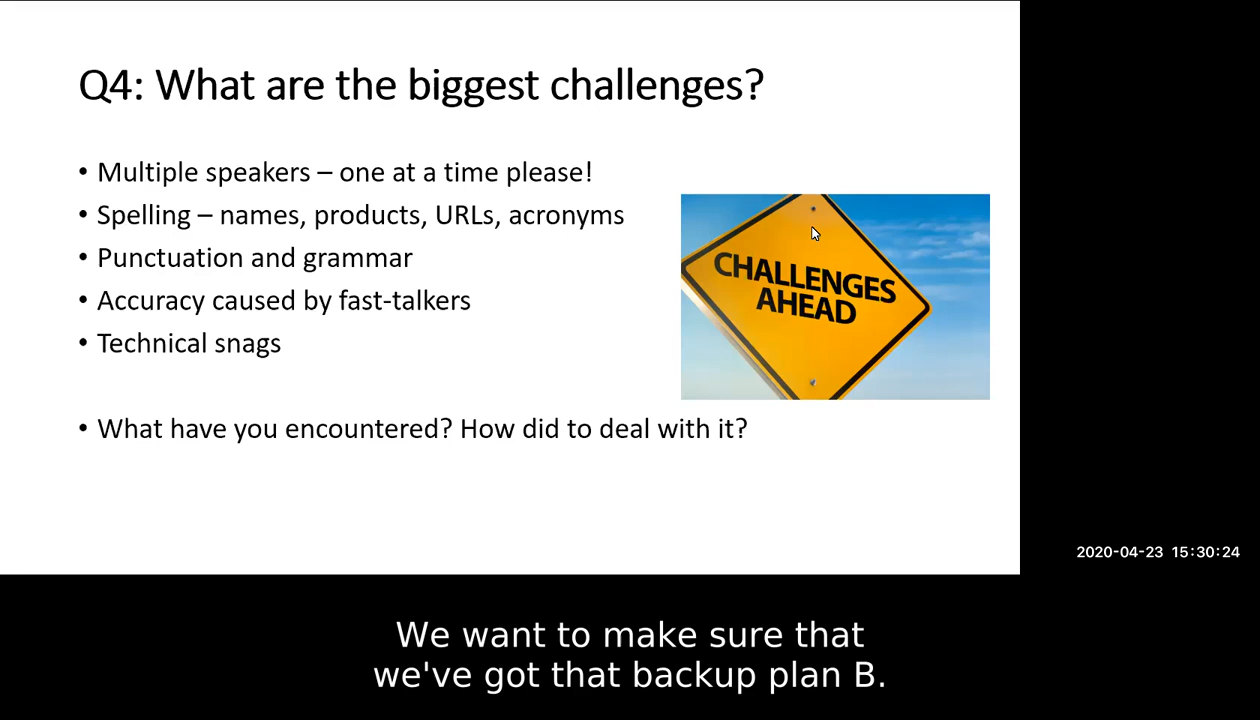 Q4: What are the biggest challenges?
• Multiple speakers – one at a time please!
• Spelling – names, products, URLs, acronyms
• Punctuation and grammar
• Accuracy caused by fast-talkers
• Technical snags
CHALLENGES
AHEAD
• What have you encountered? How did to deal with it?
2020-04-23 15:30:24
We want to make sure that
we've got that backup plan B.